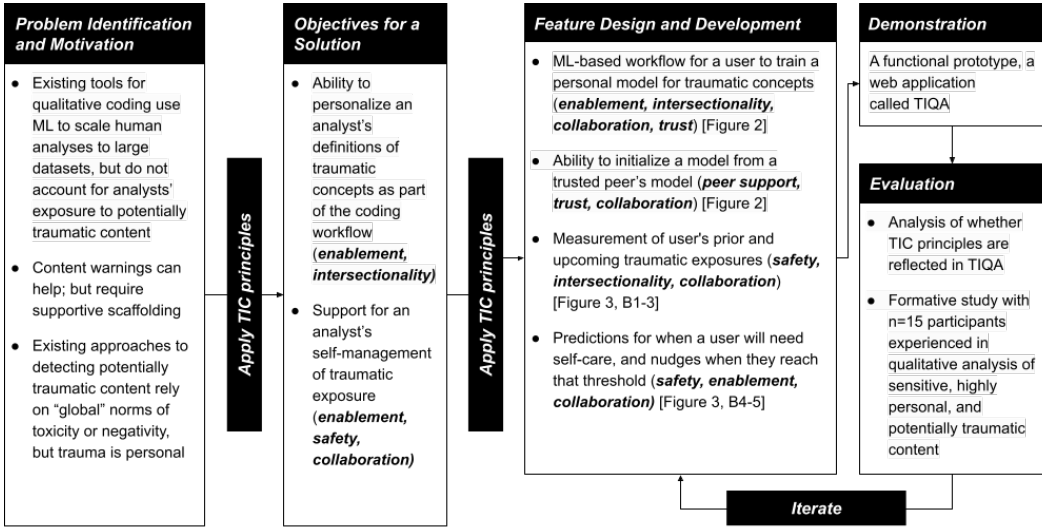 Problem Identification
and Motivation
● Existing tools for
qualitative coding use
ML to scale human
analyses to large
datasets, but do not
account for analysts'
exposure to potentially
traumatic content
● Content warnings can
help; but require
supportive scaffolding
● Existing approaches to
detecting potentially
traumatic content rely
on “global” norms of
toxicity or negativity,
but trauma is personal
Apply TIC principles
Objectives for a
Solution
● Ability to
personalize an
analyst's
definitions of
traumatic
concepts as part
of the coding
workflow
(enablement,
intersectionality)
● Support for an
analyst's
self-management
of traumatic
exposure
(enablement,
safety,
collaboration)
Apply TIC principles
Feature Design and Development
● ML-based workflow for a user to train a
personal model for traumatic concepts
(enablement, intersectionality,
collaboration, trust) [Figure 2]
● Ability to initialize a model from a
trusted peer's model (peer support,
trust, collaboration) [Figure 2]
● Measurement of user's prior and
upcoming traumatic exposures (safety,
intersectionality, collaboration)
[Figure 3, B1-3]
● Predictions for when a user will need
self-care, and nudges when they reach
that threshold (safety, enablement,
collaboration) [Figure 3, B4-5]
Demonstration
A functional prototype, a
web application
called TIQA
Evaluation
● Analysis of whether
TIC principles are
reflected in TIQA
● Formative study with
n=15 participants
experienced in
qualitative analysis of
sensitive, highly
personal, and
potentially traumatic
content
Iterate